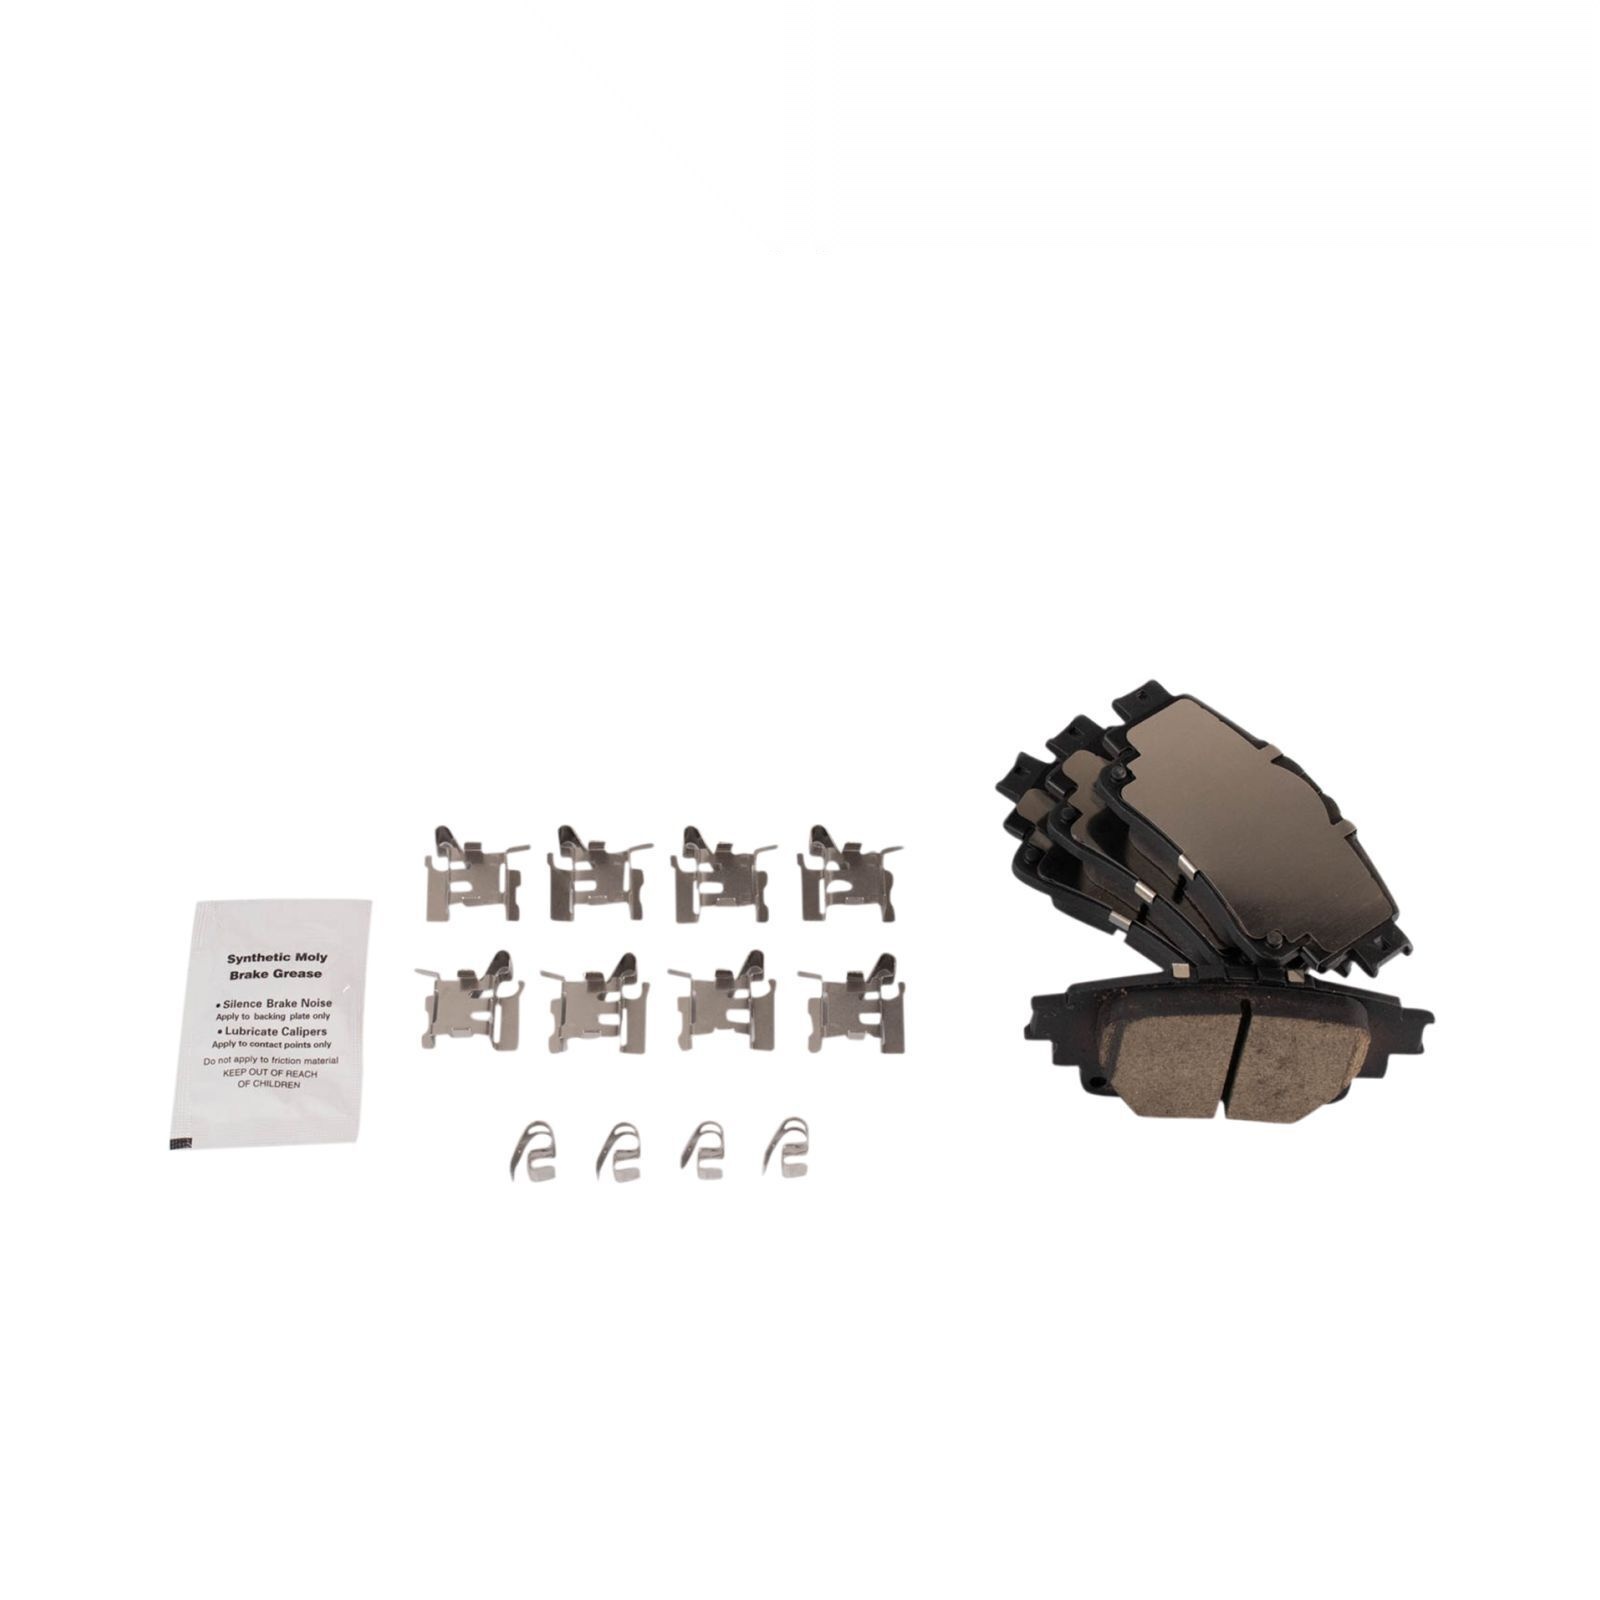 Synthetic Moly
Brake Grease
• Silence Brake Noise
Apply to backing plate only
• Lubricate Calipers
Apply to contact points only
Do not apply to friction material
KEEP OUT OF REACH
OF CHILDREN